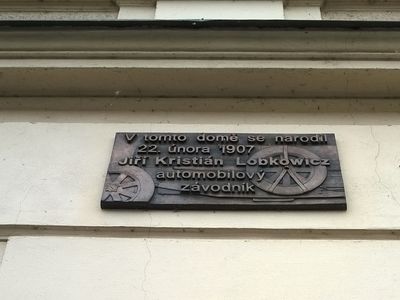 V tomto domě se narodil
22. února 1907
Jiří Kristián Lobkowicz
automobilový
závodník